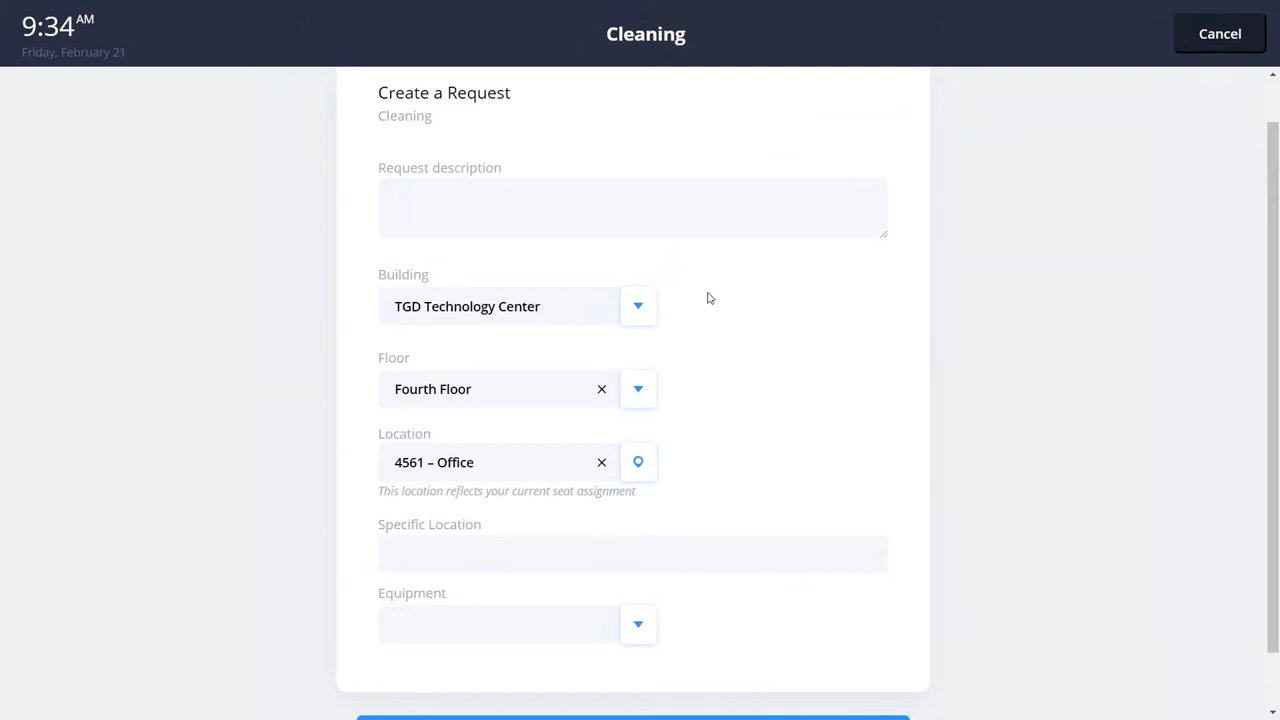 9:34 AM
Friday, February 21
Cleaning
Cancel
Create a Request
Cleaning
Request description
Building
TGD Technology Center
Floor
Fourth Floor
Location
4561 – Office
This location reflects your current seat assignment
Specific Location
Equipment